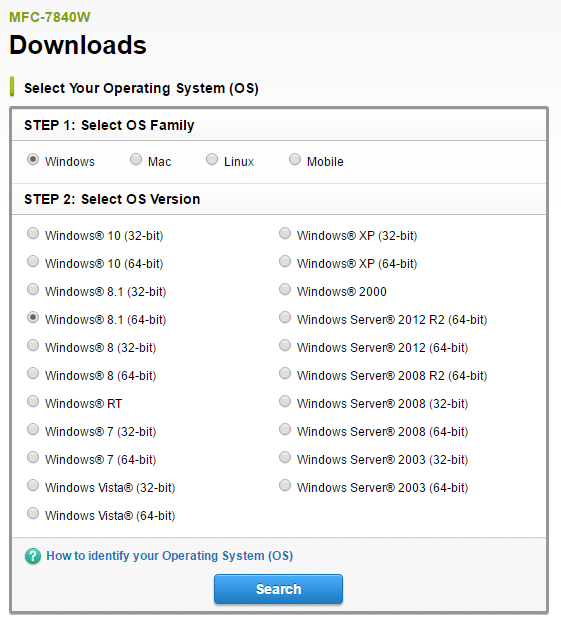 MFC-7840W
Downloads
Select Your Operating System (OS)
STEP 1: Select OS Family
Windows Mac Linux Mobile
STEP 2: Select OS Version
Windows® 10 (32-bit)
Windows® 10 (64-bit)
Windows® 8.1 (32-bit)
Windows® 8.1 (64-bit)
Windows® 8 (32-bit)
Windows® 8 (64-bit)
Windows® RT
Windows® 7 (32-bit)
Windows® 7 (64-bit)
Windows Vista® (32-bit)
Windows Vista® (64-bit)
Windows® XP (32-bit)
Windows® XP (64-bit)
Windows® 2000
Windows Server® 2012 R2 (64-bit)
Windows Server® 2012 (64-bit)
Windows Server® 2008 R2 (64-bit)
Windows Server® 2008 (32-bit)
Windows Server® 2008 (64-bit)
Windows Server® 2003 (32-bit)
Windows Server® 2003 (64-bit)
? How to identify your Operating System (OS)
Search